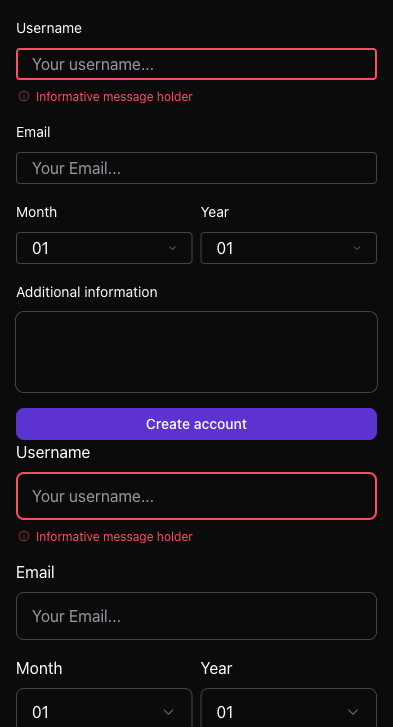 Username
Your username...
Informative message holder
Email
Your Email...
Month Year
01 01
Additional information
Create account
Username
Your username...
Informative message holder
Email
Your Email...
Month Year
01 01